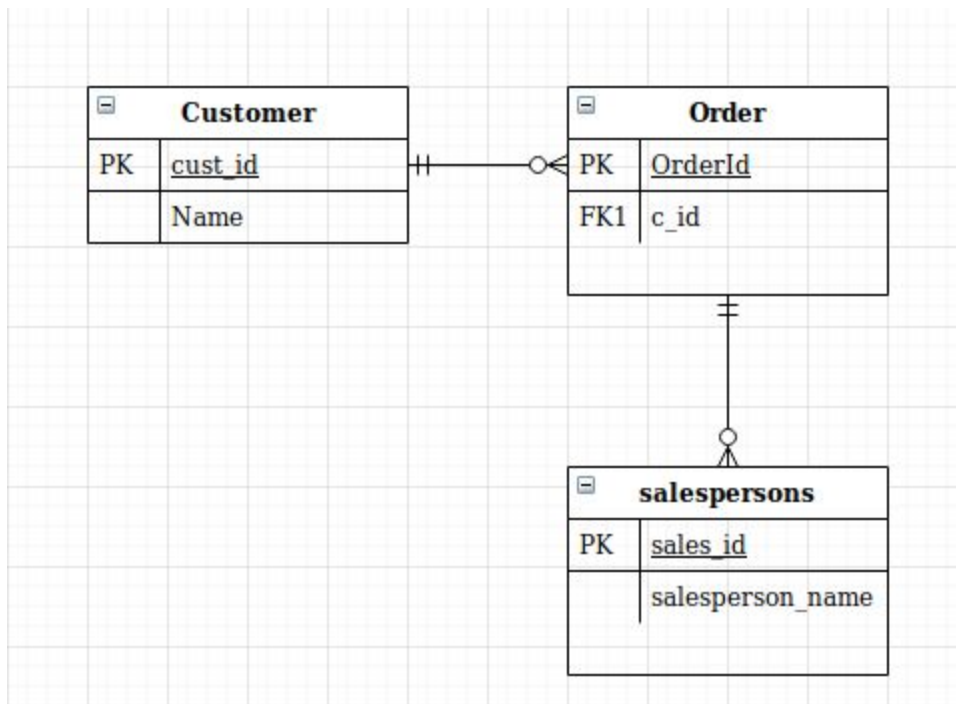 Customer
PK cust_id
Name
Order
PK OrderId
FK1 c_id
salespersons
PK sales_id
salesperson_name